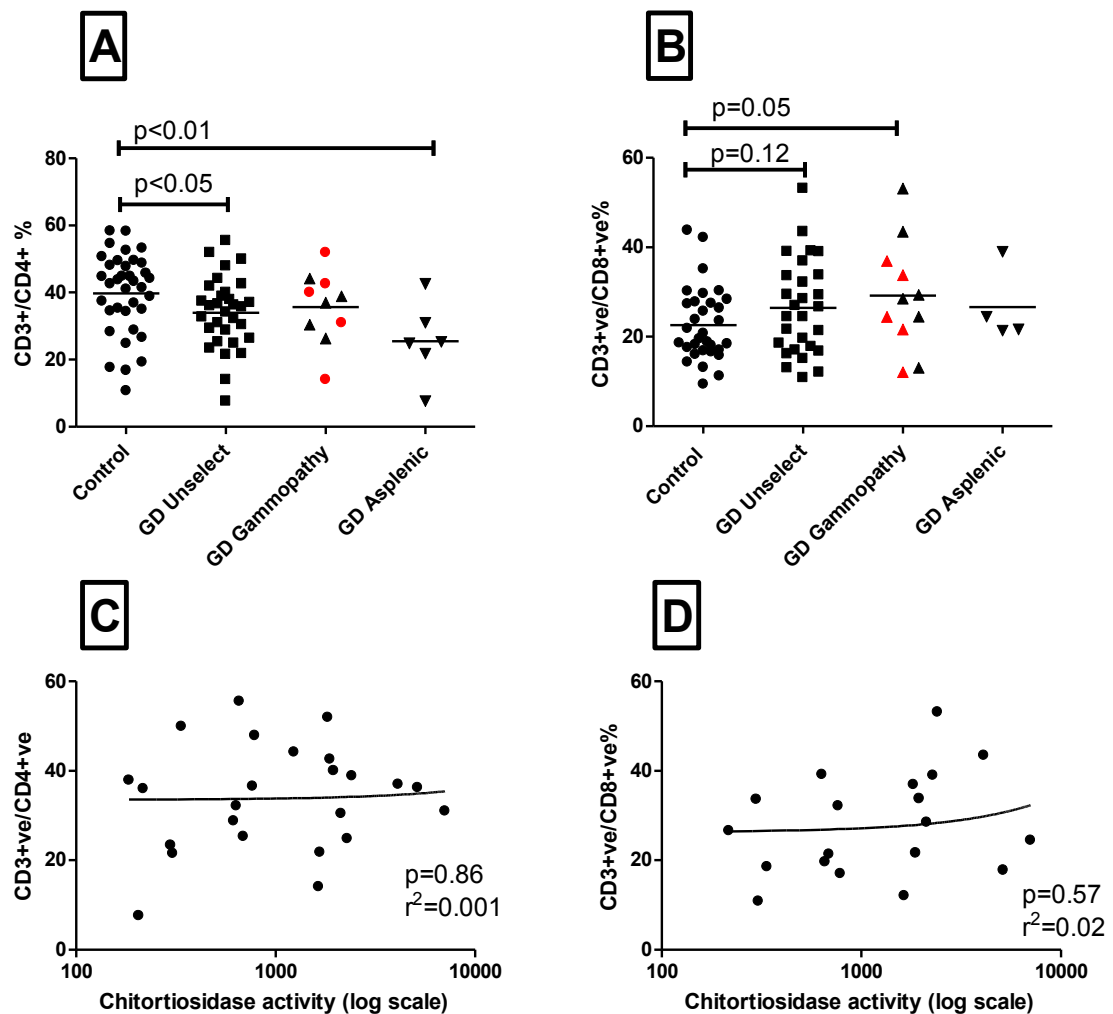 A
p<0.01
p<0.05
CD3+/CD4+ %
80
60
40
20
0
Control
GD Unselect
GD Gammopathy
GD Asplenic
B
p=0.05
p=0.12
CD3+ve/CD8+ve%
60
40
20
0
Control
GD Unselect
GD Gammopathy
GD Asplenic
C
CD3+ve/CD4+ve
60
40
20
0
p=0.86
r²=0.001
100
1000
10000
Chitortiosidase activity (log scale)
D
CD3+ve/CD8+ve%
60
40
20
0
p=0.57
r²=0.02
100
1000
10000
Chitortiosidase activity (log scale)